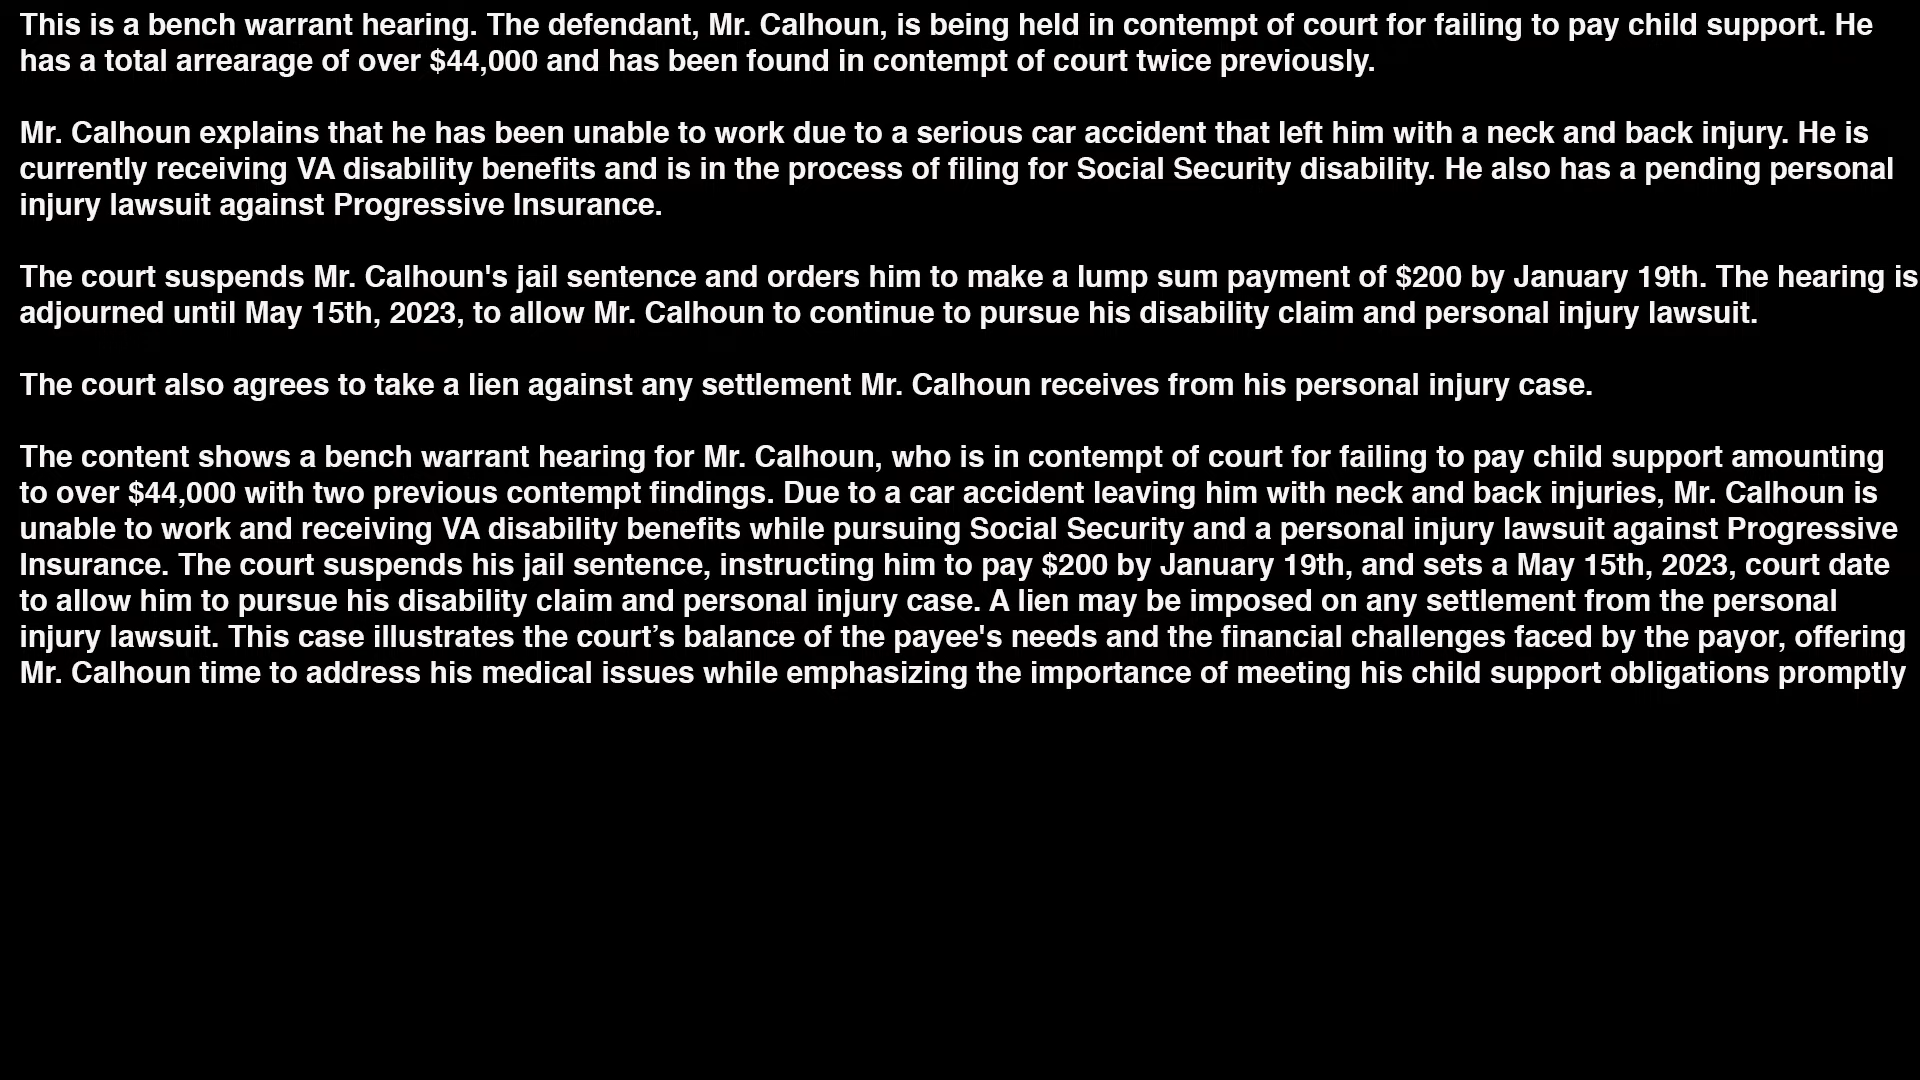 This is a bench warrant hearing. The defendant, Mr. Calhoun, is being held in contempt of court for failing to pay child support. He
has a total arrearage of over $44,000 and has been found in contempt of court twice previously.
Mr. Calhoun explains that he has been unable to work due to a serious car accident that left him with a neck and back injury. He is
currently receiving VA disability benefits and is in the process of filing for Social Security disability. He also has a pending personal
injury lawsuit against Progressive Insurance.
The court suspends Mr. Calhoun's jail sentence and orders him to make a lump sum payment of $200 by January 19th. The hearing is
adjourned until May 15th, 2023, to allow Mr. Calhoun to continue to pursue his disability claim and personal injury lawsuit.
The court also agrees to take a lien against any settlement Mr. Calhoun receives from his personal injury case.
The content shows a bench warrant hearing for Mr. Calhoun, who is in contempt of court for failing to pay child support amounting
to over $44,000 with two previous contempt findings. Due to a car accident leaving him with neck and back injuries, Mr. Calhoun is
unable to work and receiving VA disability benefits while pursuing Social Security and a personal injury lawsuit against Progressive
Insurance. The court suspends his jail sentence, instructing him to pay $200 by January 19th, and sets a May 15th, 2023, court date
to allow him to pursue his disability claim and personal injury case. A lien may be imposed on any settlement from the personal
injury lawsuit. This case illustrates the court’s balance of the payee's needs and the financial challenges faced by the payor, offering
Mr. Calhoun time to address his medical issues while emphasizing the importance of meeting his child support obligations promptly